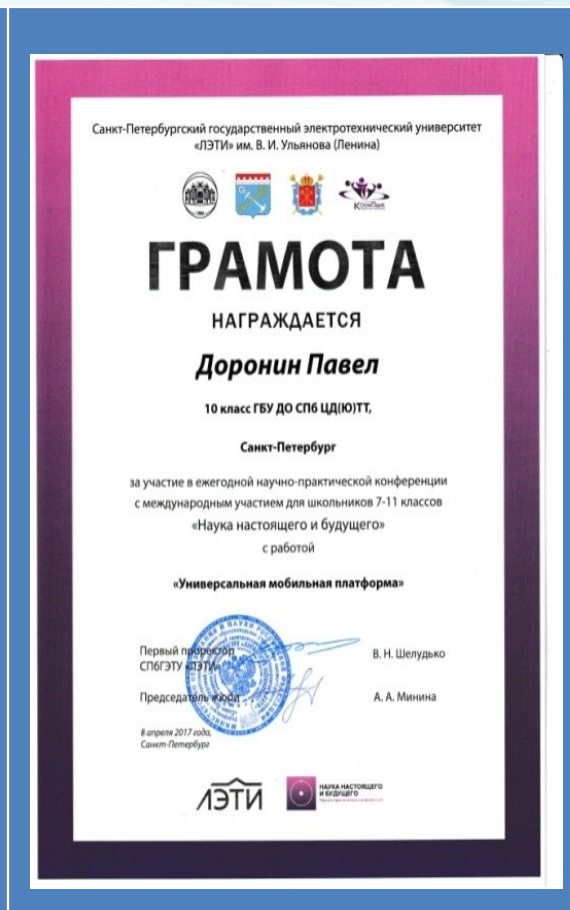 Санкт-Петербургский государственный электротехнический университет
«ЛЭТИ» им. В. И. Ульянова (Ленина)
ГРАМОТА
НАГРАЖДАЕТСЯ
Доронин Павел
10 класс ГБУ ДО СПб ЦД(Ю)ТТ,
Санкт-Петербург
за участие в ежегодной научно-практической конференции
с международным участием для школьников 7-11 классов
«Наука настоящего и будущего»
с работой
«Универсальная мобильная платформа»
Первый проректор В. Н. Шелудько
СПбГЭТУ «ЛЭТИ»
Председатель жюри А. А. Минина
8 апреля 2017 года,
Санкт-Петербург
ЛЭТИ
НАУКА НАСТОЯЩЕГО
И БУДУЩЕГО